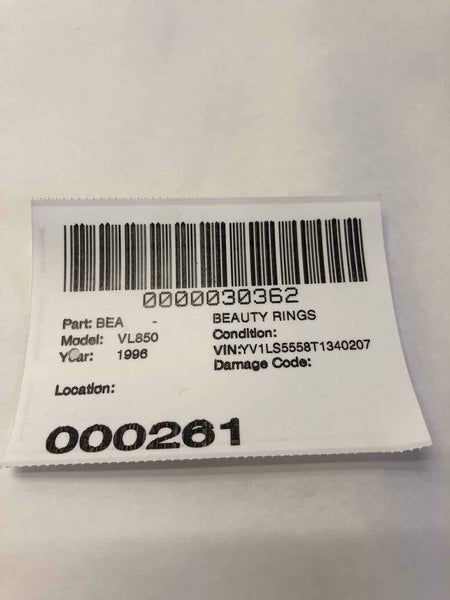 0000030362
Part: BEA - BEAUTY RINGS
Model: VL850 Condition:
Year: 1996 VIN:YV1LS5558T1340207
Damage Code:
Location:
000261